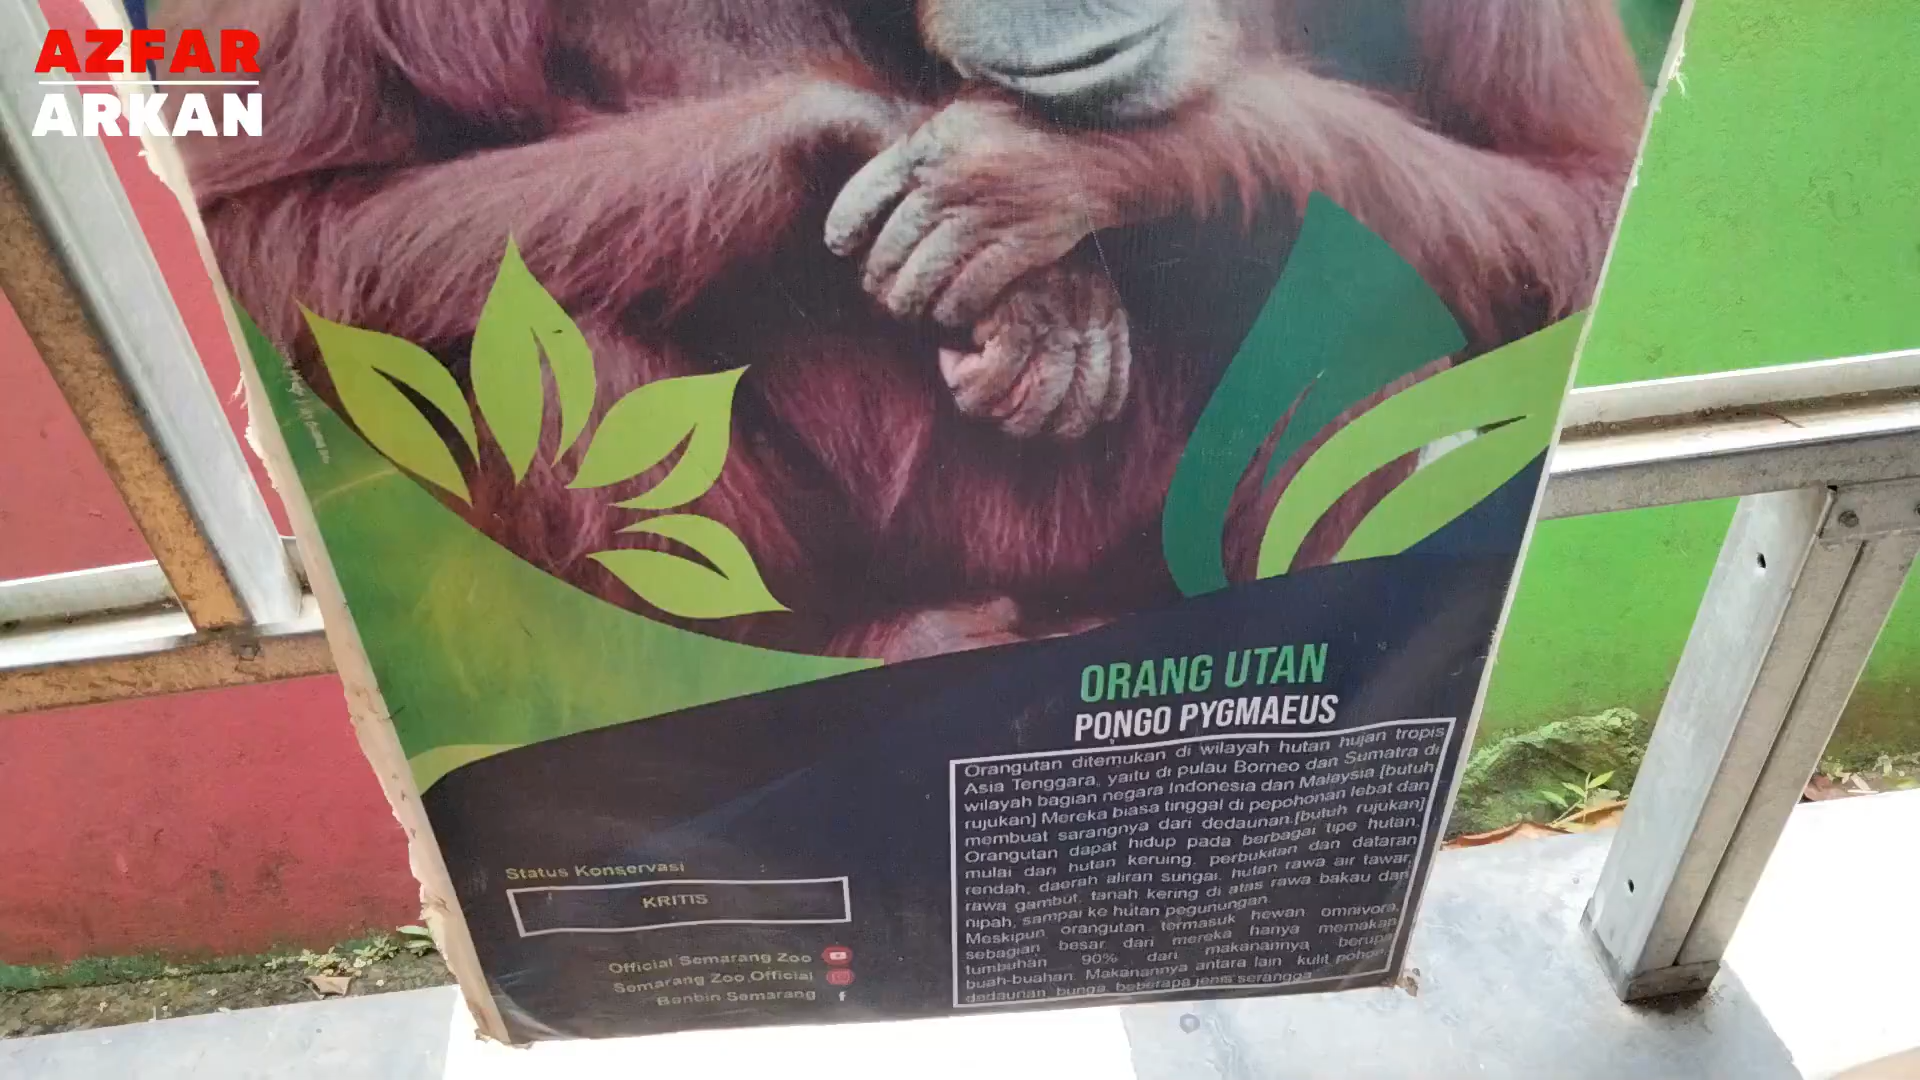 AZFAR
ARKAN
ORANG UTAN
PONGO PYGMAEUS
Orangutan ditemukan di wilayah hutan hujan tropis
Asia Tenggara, yaitu di pulau Borneo dan Sumatra di
wilayah bagian negara Indonesia dan Malaysia [butuh
rujukan] Mereka biasa tinggal di pepohonan lebat dan
membuat sarangnya dari dedaunan.[butuh rujukan]
Orangutan dapat hidup pada berbagai tipe hutan,
mulai dari hutan keruing, perbukitan dan dataran
rendah, daerah aliran sungai, hutan rawa air tawar,
rawa gambut, tanah kering di atas rawa bakau dan
nipah, sampai ke hutan pegunungan.
Meskipun orangutan termasuk hewan omnivora,
sebagian besar dari mereka hanya memakan
tumbuhan 90% dari makanannya berupa
buah-buahan. Makanannya antara lain kulit pohon,
dedaunan, bunga, beberapa jenis serangga
Status Konservasi
KRITIS
Official Semarang Zoo
Semarang Zoo Official
Bonbin Semarang